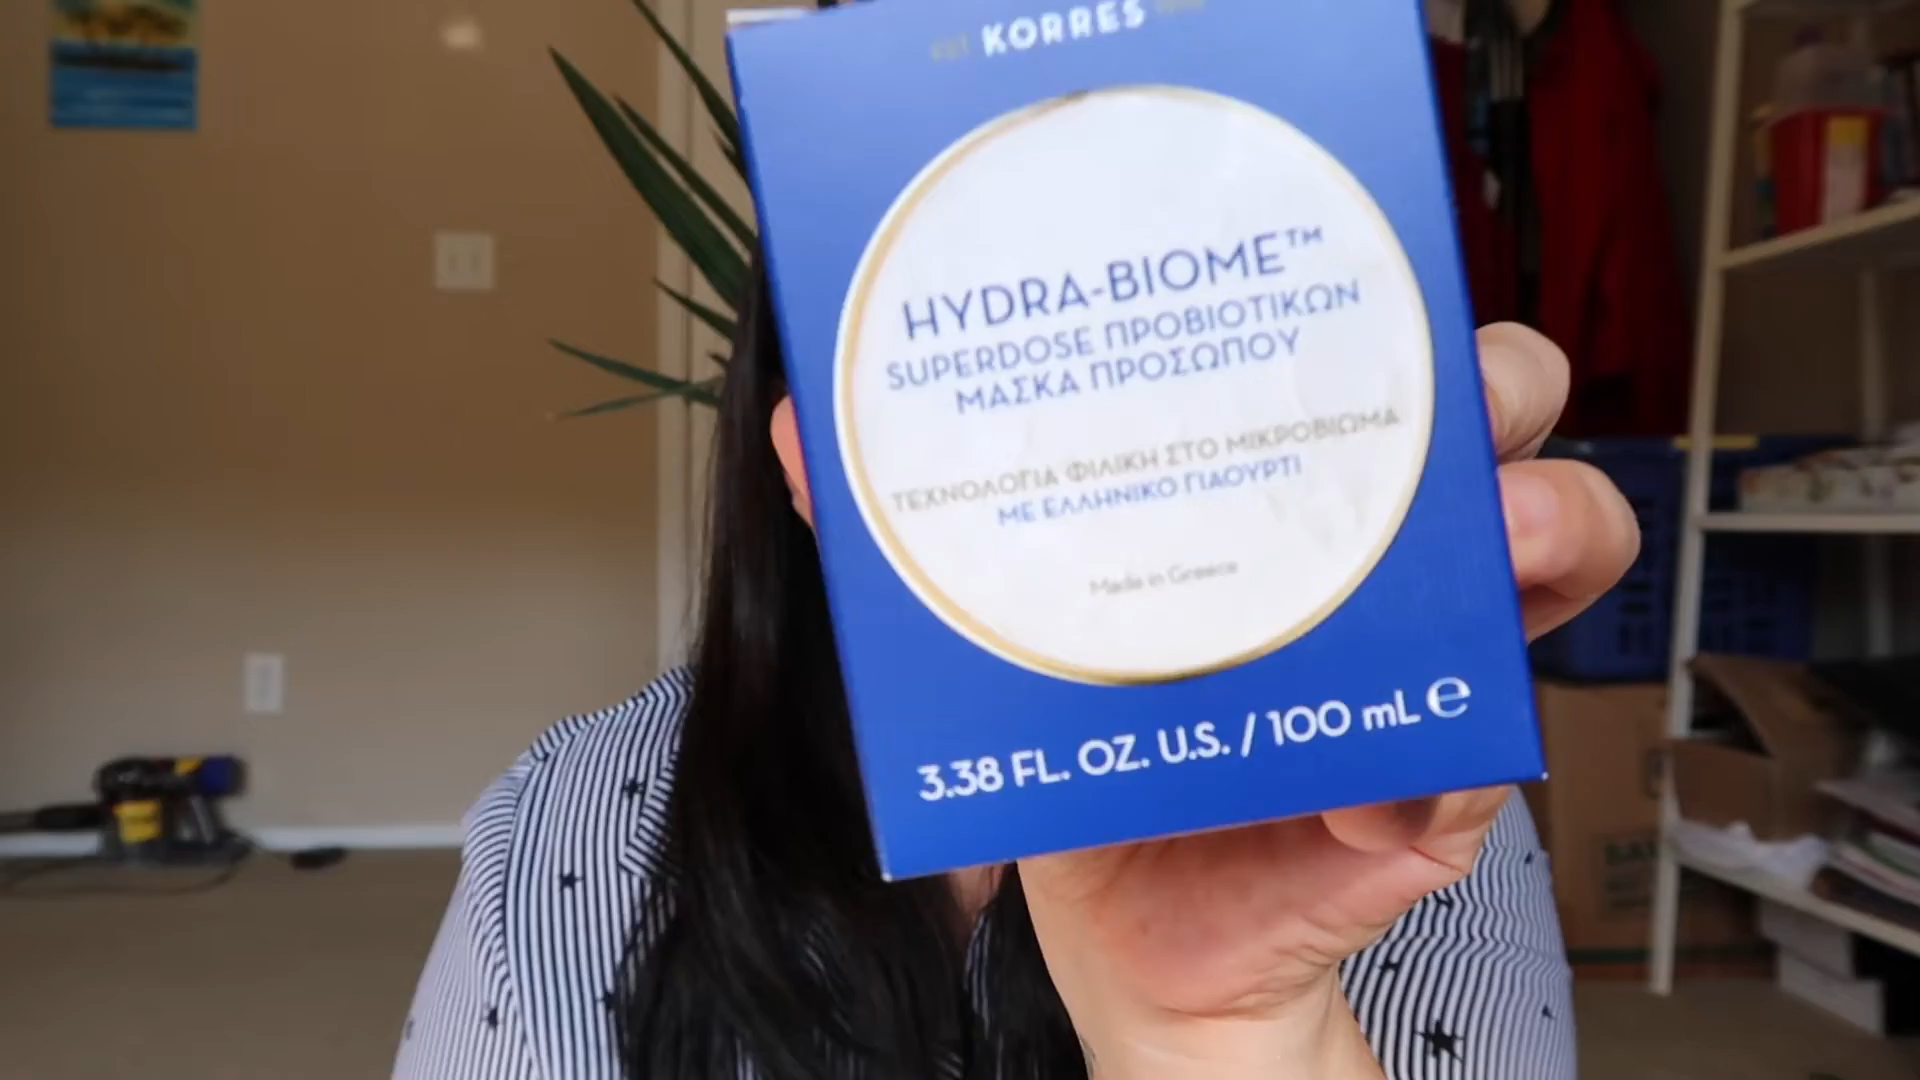 KORRES
HYDRA-BIOME™
SUPERDOSE ΠΡΟΒΙΟΤΙΚΩΝ
ΜΑΣΚΑ ΠΡΟΣΩΠΟΥ
ΤΕΧΝΟΛΟΓΙΑ ΦΙΛΙΚΗ ΣΤΟ ΜΙΚΡΟΒΙΩΜΑ
ΜΕ ΕΛΛΗΝΙΚΟ ΓΙΑΟΥΡΤΙ
Made in Greece
3.38 FL. OZ. U.S. / 100 mL ℮